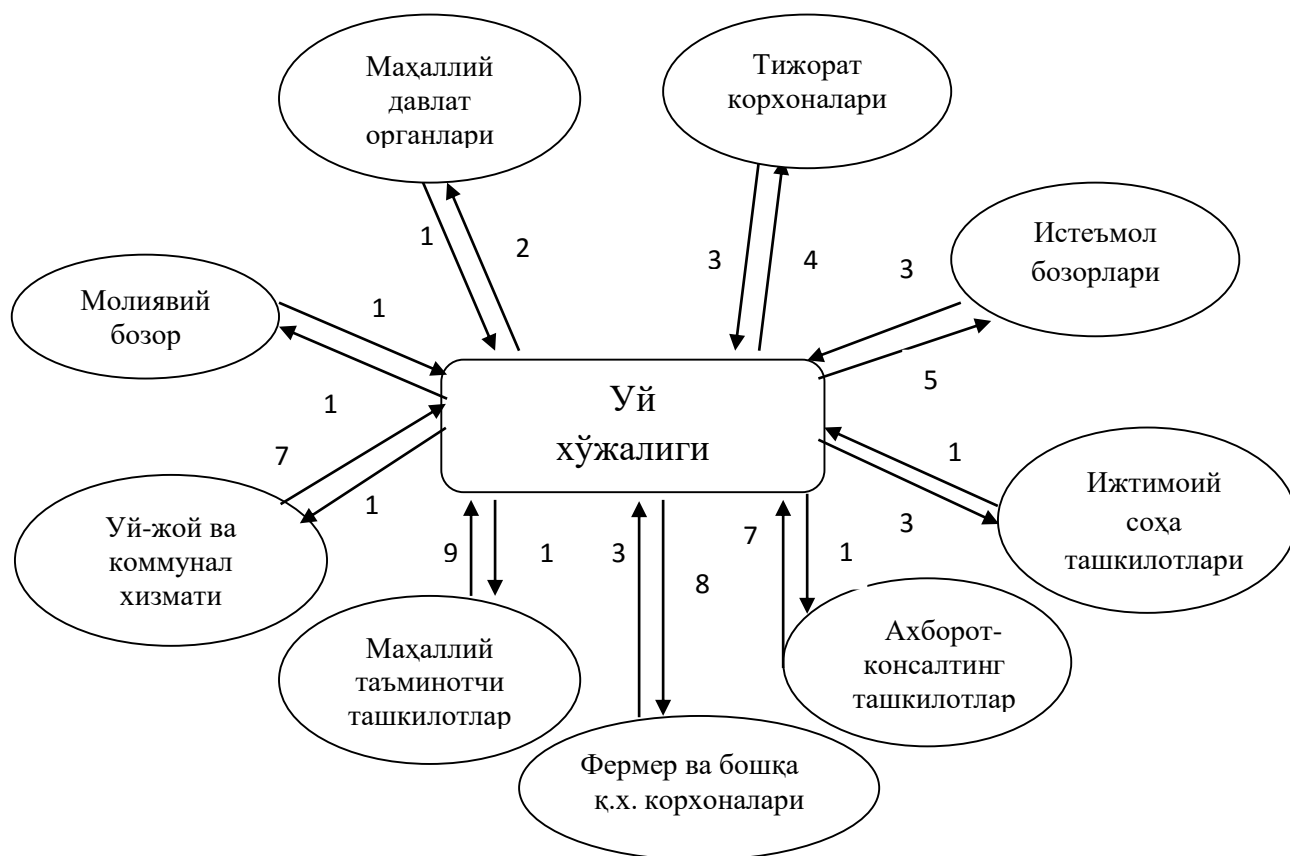 Маҳаллий
давлат
органлари
Тижорат
корхоналари
1
2
3
4
Истеъмол
бозорлари
3
5
Молиявий
бозор
1
1
Уй
хўжалиги
7
1
1
3
Ижтимоий
соҳа
ташкилотлари
Уй-жой ва
коммунал
хизмати
9
1
3
8
7
1
Маҳаллий
таъминотчи
ташкилотлар
Ахборот-
консалтинг
ташкилотлар
Фермер ва бошқа
қ.х. корхоналари